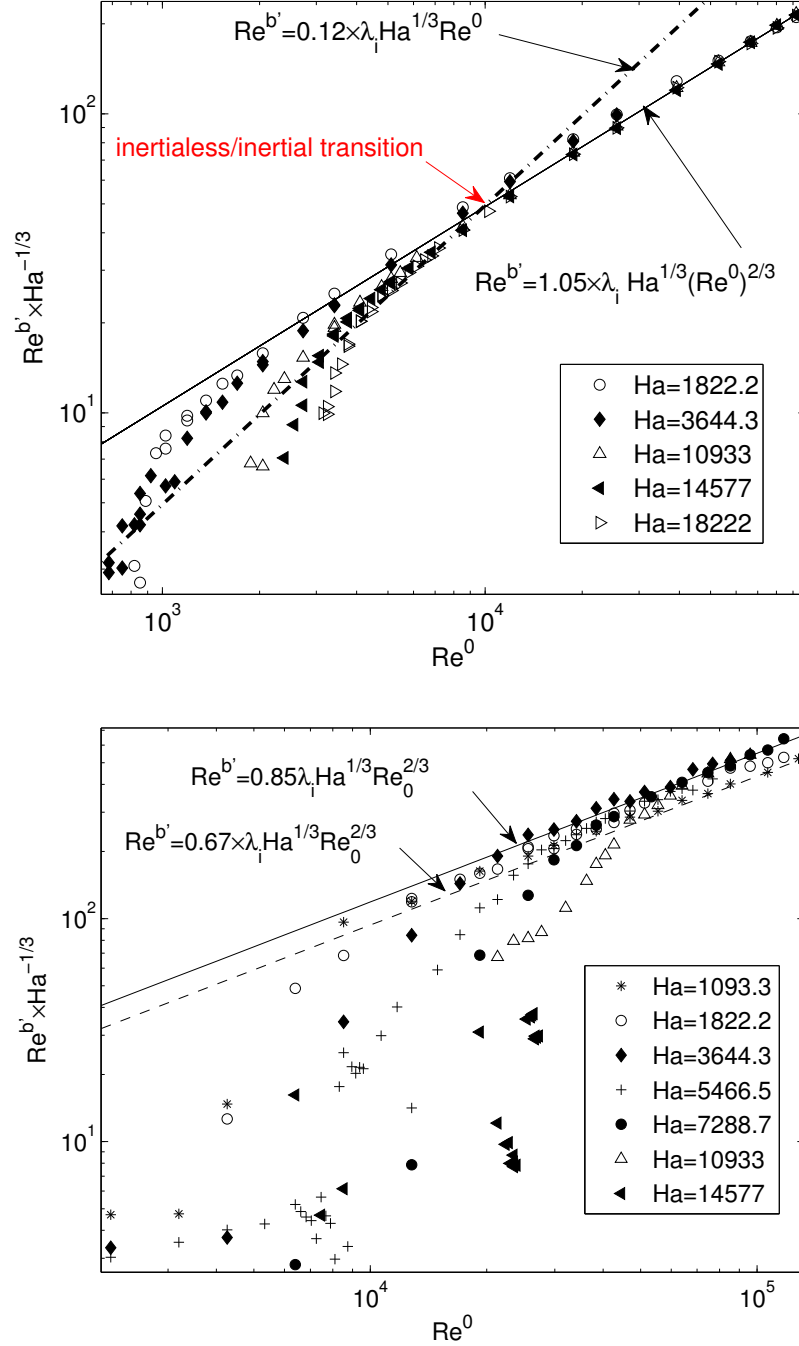 Re^b'=0.12×λ_i Ha^1/3 Re^0
10^2
inertialess/inertial transition
Re^b'=1.05×λ_i Ha^1/3(Re^0)^2/3
Re^b'×Ha^-1/3
10^1
Ha=1822.2
Ha=3644.3
Ha=10933
Ha=14577
Ha=18222
10^3
10^4
Re^0
Re^b'=0.85λ_i Ha^1/3 Re_0^2/3
Re^b'=0.67×λ_i Ha^1/3 Re_0^2/3
10^2
Re^b'×Ha^-1/3
10^1
Ha=1093.3
Ha=1822.2
Ha=3644.3
Ha=5466.5
Ha=7288.7
Ha=10933
Ha=14577
10^4
10^5
Re^0